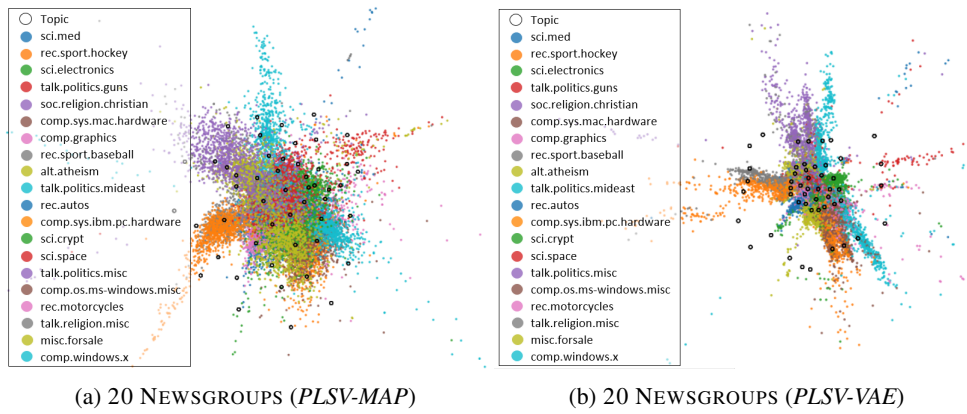 Topic
sci.med
rec.sport.hockey
sci.electronics
talk.politics.guns
soc.religion.christian
comp.sys.mac.hardware
comp.graphics
rec.sport.baseball
alt.atheism
talk.politics.mideast
rec.autos
comp.sys.ibm.pc.hardware
sci.crypt
sci.space
talk.politics.misc
comp.os.ms-windows.misc
rec.motorcycles
talk.religion.misc
misc.forsale
comp.windows.x
(a) 20 NEWSGROUPS (PLSV-MAP)
Topic
sci.med
rec.sport.hockey
sci.electronics
talk.politics.guns
soc.religion.christian
comp.sys.mac.hardware
comp.graphics
rec.sport.baseball
alt.atheism
talk.politics.mideast
rec.autos
comp.sys.ibm.pc.hardware
sci.crypt
sci.space
talk.politics.misc
comp.os.ms-windows.misc
rec.motorcycles
talk.religion.misc
misc.forsale
comp.windows.x
(b) 20 NEWSGROUPS (PLSV-VAE)